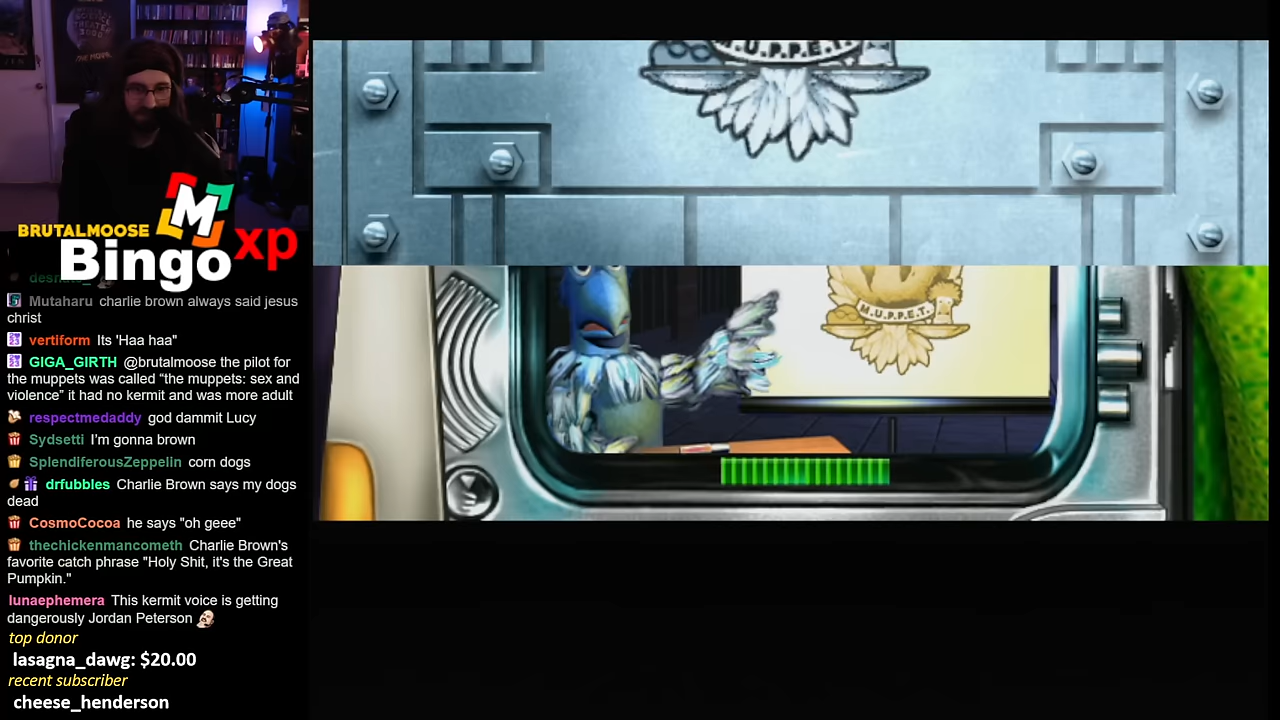 M.U.P.P.E.T.
M.U.P.P.E.T.
BRUTALMOOSE
M
Bingo
xp
Mutaharu charlie brown always said jesus
christ
vertiform Its 'Haa haa"
GIGA_GIRTH @brutalmoose the pilot for
the muppets was called “the muppets: sex and
violence” it had no kermit and was more adult
respectmedaddy god dammit Lucy
Sydsetti I'm gonna brown
SplendiferousZeppelin corn dogs
drfubbles Charlie Brown says my dogs
dead
CosmoCocoa he says "oh geee"
thechickenmancometh Charlie Brown's
favorite catch phrase "Holy Shit, it's the Great
Pumpkin."
lunaephemera This kermit voice is getting
dangerously Jordan Peterson
top donor
lasagna_dawg: $20.00
recent subscriber
cheese_henderson